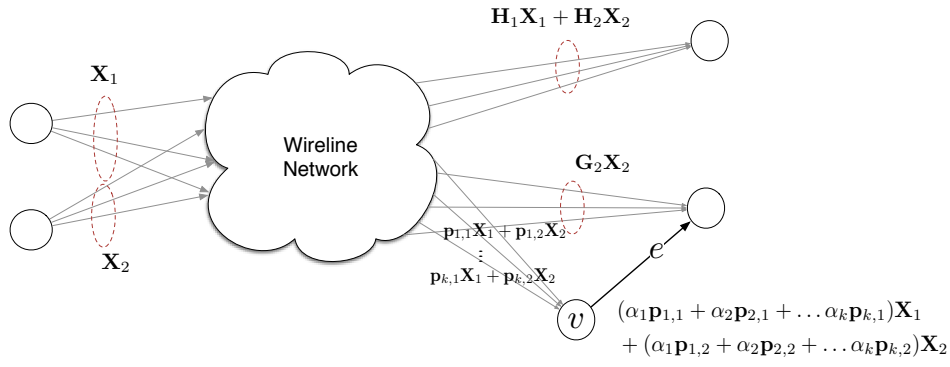 𝐇₁𝐗₁ + 𝐇₂𝐗₂
𝐗₁
Wireline
Network
𝐆₂𝐗₂
𝐗₂
𝐩₁,₁𝐗₁ + 𝐩₁,₂𝐗₂
⋮
𝐩ₖ,₁𝐗₁ + 𝐩ₖ,₂𝐗₂
e
v
(α₁𝐩₁,₁ + α₂𝐩₂,₁ + … αₖ𝐩ₖ,₁)𝐗₁
+ (α₁𝐩₁,₂ + α₂𝐩₂,₂ + … αₖ𝐩ₖ,₂)𝐗₂